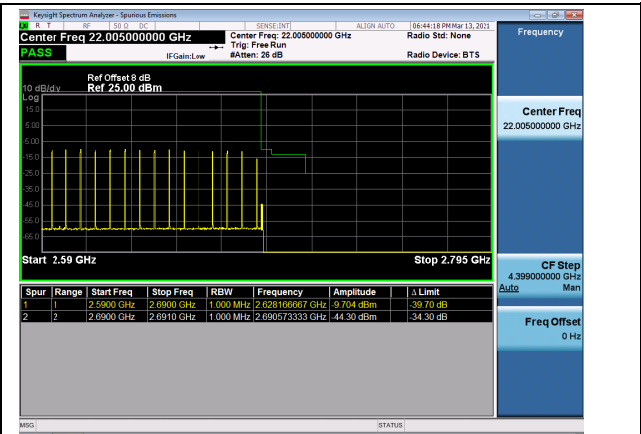 Keysight Spectrum Analyzer - Spurious Emissions
R T RF 50 Ω DC SENSE:INT ALIGN AUTO 06:44:18 PM Mar 13, 2021
Center Freq 22.005000000 GHz
Center Freq: 22.005000000 GHz
Radio Std: None
Trig: Free Run
PASS
IFGain:Low
#Atten: 26 dB
Radio Device: BTS
Ref Offset 8 dB
10 dB/div Ref 25.00 dBm
Log
15.0
5.00
-5.00
-15.0
-25.0
-35.0
-45.0
-55.0
-65.0
Start 2.59 GHz Stop 2.795 GHz
Spur Range Start Freq Stop Freq RBW Frequency Amplitude Δ Limit
1 1 2.5900 GHz 2.6900 GHz 1.000 MHz 2.628166667 GHz -9.704 dBm -39.70 dB
2 2 2.6900 GHz 2.6910 GHz 1.000 MHz 2.690573333 GHz -44.30 dBm -34.30 dB
MSG STATUS
Frequency
Center Freq
22.005000000 GHz
CF Step
4.399000000 GHz
Auto Man
Freq Offset
0 Hz